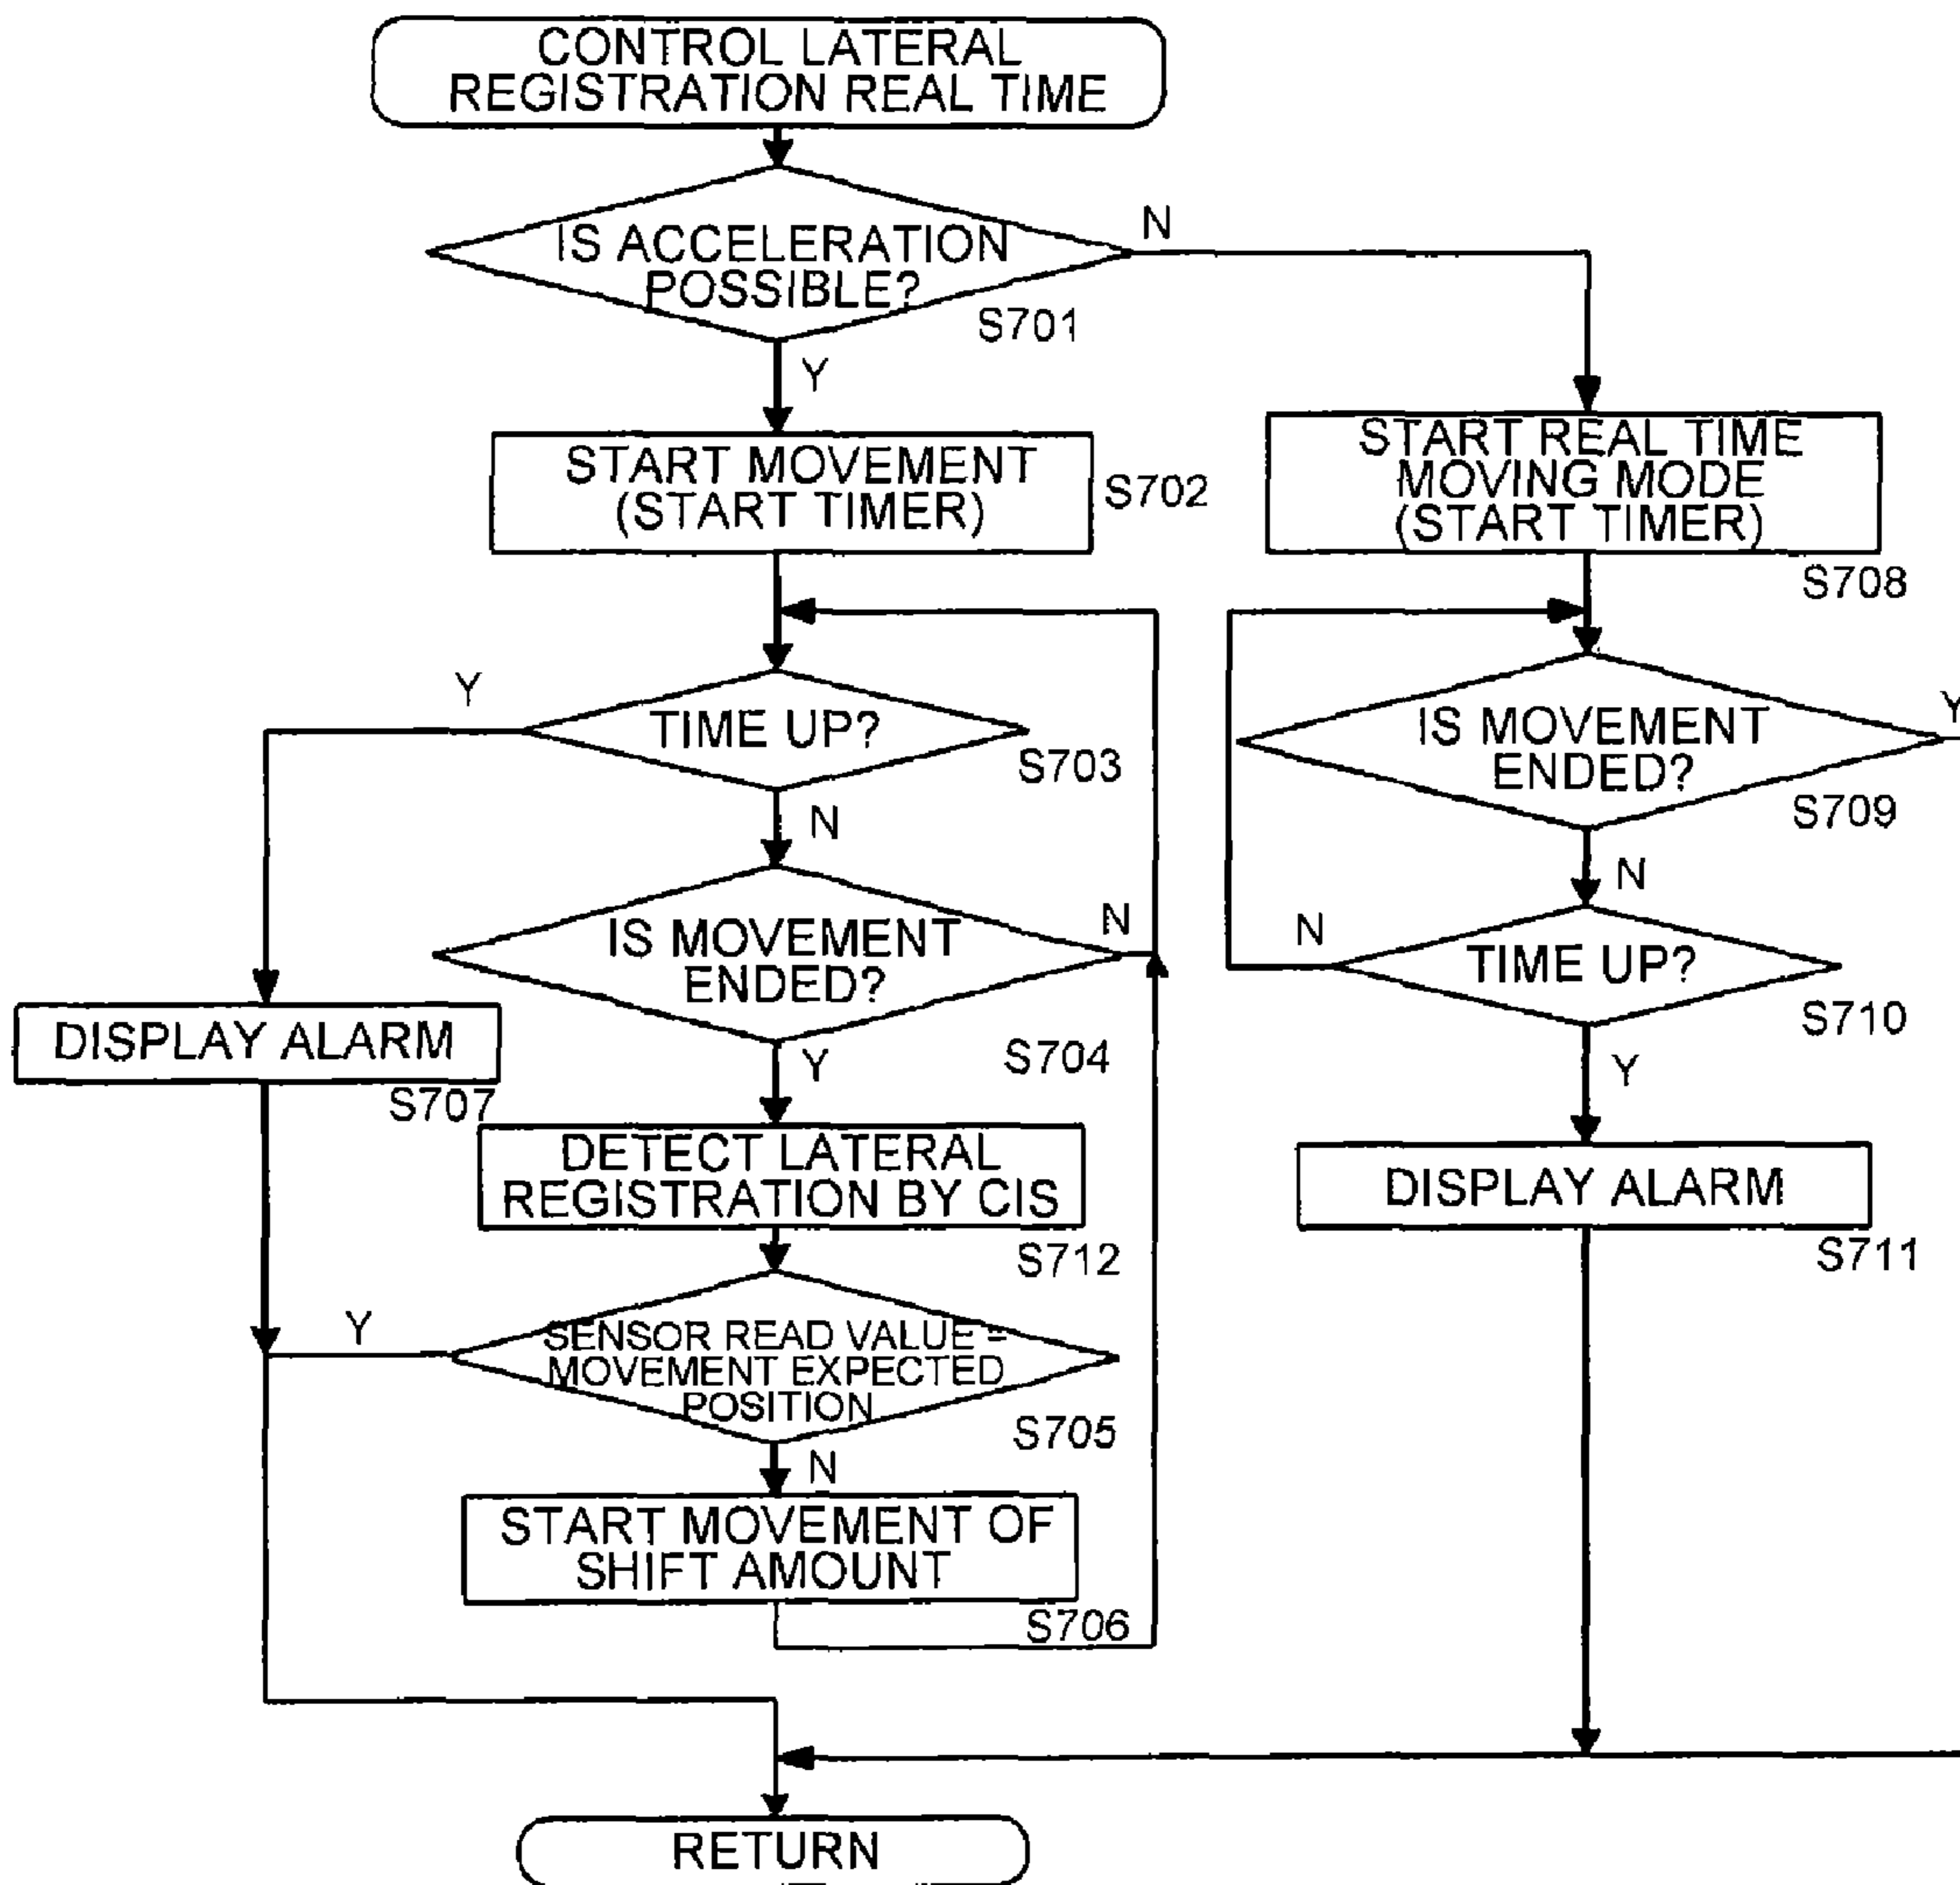 CONTROL LATERAL
REGISTRATION REAL TIME
IS ACCELERATION
POSSIBLE?
N
S701
Y
START MOVEMENT
(START TIMER)
S702
START REAL TIME
MOVING MODE
(START TIMER)
S708
Y
TIME UP?
S703
N
IS MOVEMENT
ENDED?
Y
S709
N
IS MOVEMENT
ENDED?
N
S704
Y
N
TIME UP?
S710
Y
DISPLAY ALARM
S707
DETECT LATERAL
REGISTRATION BY CIS
S712
DISPLAY ALARM
S711
Y
SENSOR READ VALUE =
MOVEMENT EXPECTED
POSITION
S705
N
START MOVEMENT OF
SHIFT AMOUNT
S706
RETURN